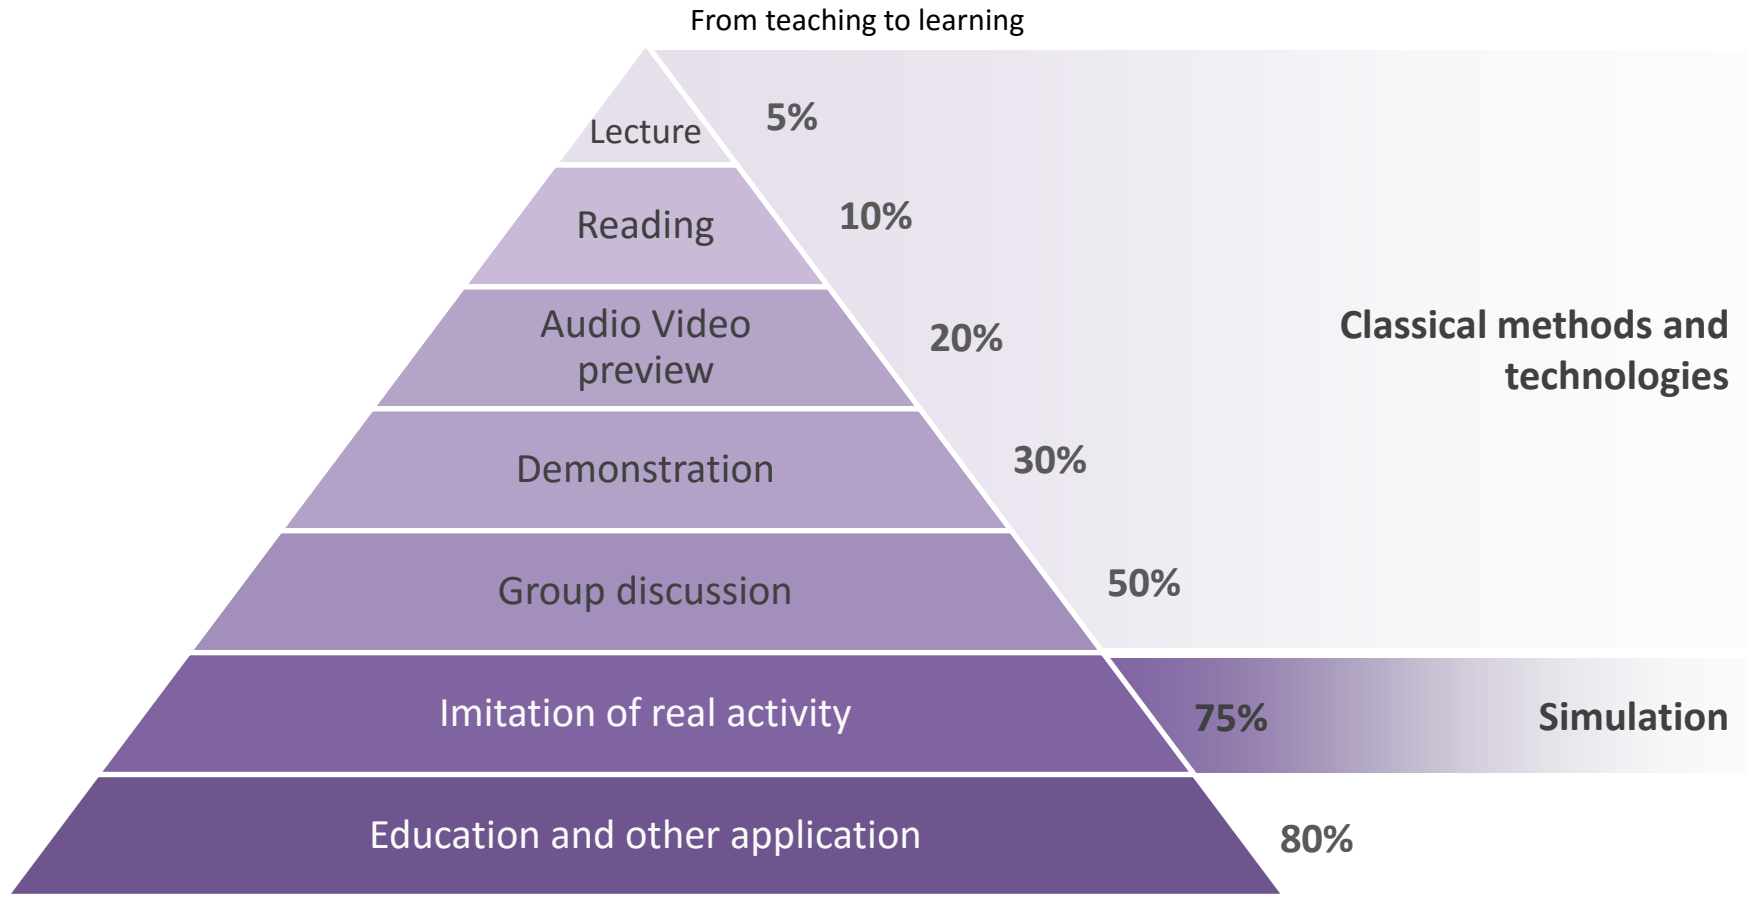 From teaching to learning
Lecture
5%
Reading
10%
Audio Video
preview
20%
Demonstration
30%
Group discussion
50%
Classical methods and
technologies
Imitation of real activity
75%
Simulation
Education and other application
80%